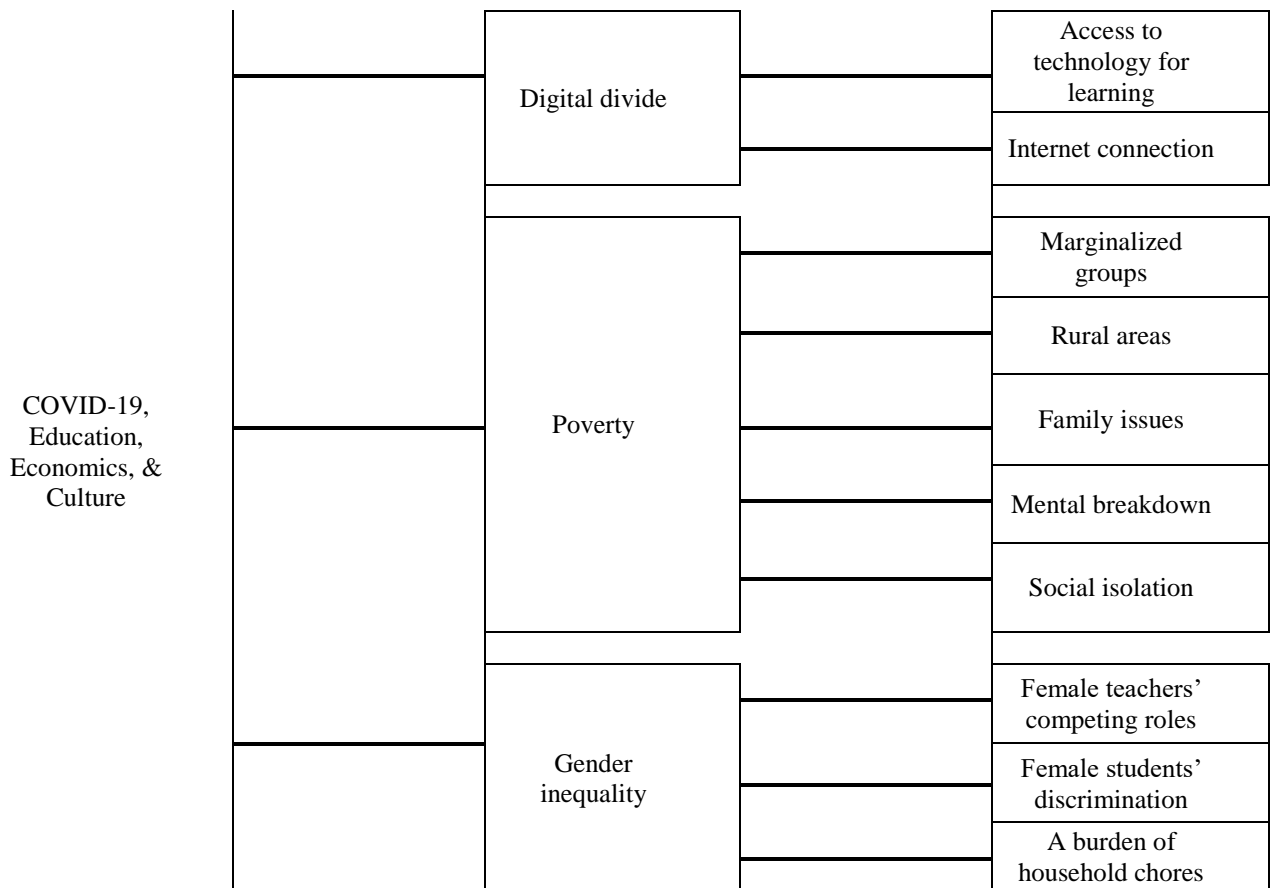 COVID-19,
Education,
Economics, &
Culture
Digital divide
Access to
technology for
learning
Internet connection
Poverty
Marginalized
groups
Rural areas
Family issues
Mental breakdown
Social isolation
Gender
inequality
Female teachers’
competing roles
Female students’
discrimination
A burden of
household chores